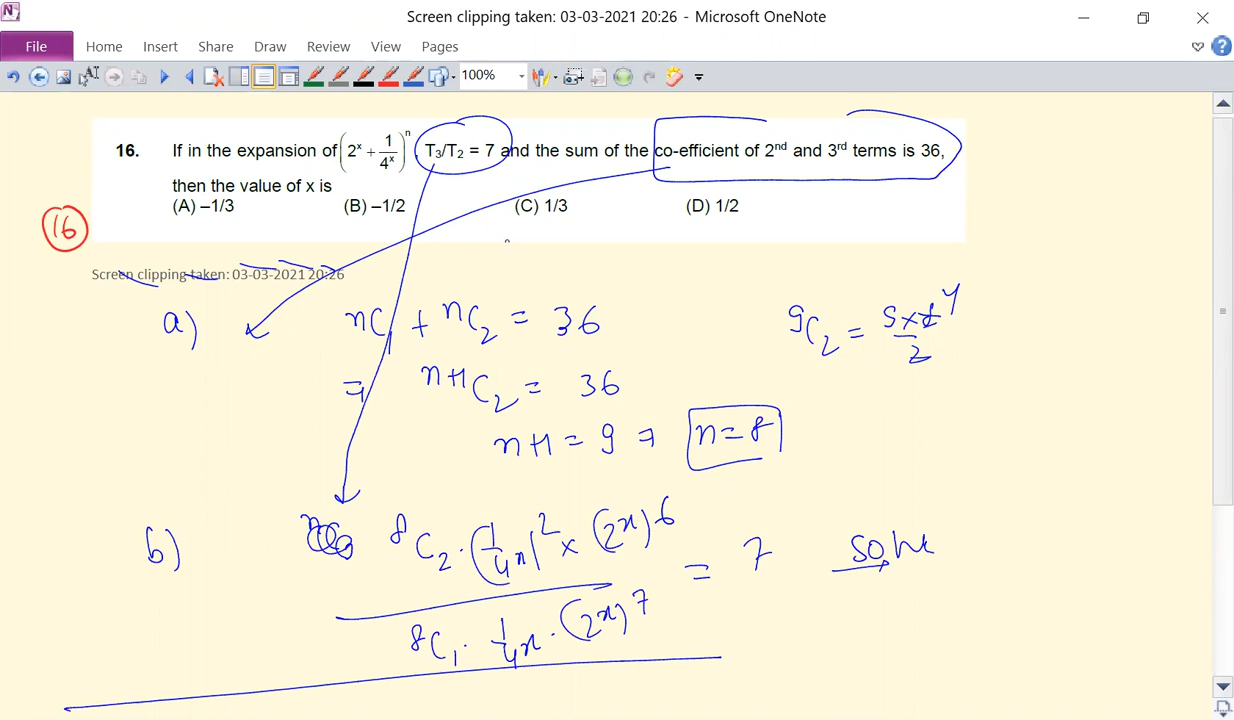 Screen clipping taken: 03-03-2021 20:26 - Microsoft OneNote
File Home Insert Share Draw Review View Pages
100%
16. If in the expansion of (2^x + 1/4^x)^n, T₃/T₂ = 7 and the sum of the co-efficient of 2nd and 3rd terms is 36,
then the value of x is
(A) –1/3 (B) –1/2 (C) 1/3 (D) 1/2
16
Screen clipping taken: 03-03-2021 20:26
a) nC₁ + nC₂ = 36
9C₂ = 9×8/2 4
⇒ n+1C₂ = 36
n+1 = 9 ⇒ n=8
b) 8C₂ · (1/4^x)² × (2^x)^6 / 8C₁ · 1/4^x · (2^x)^7 = 7 solve